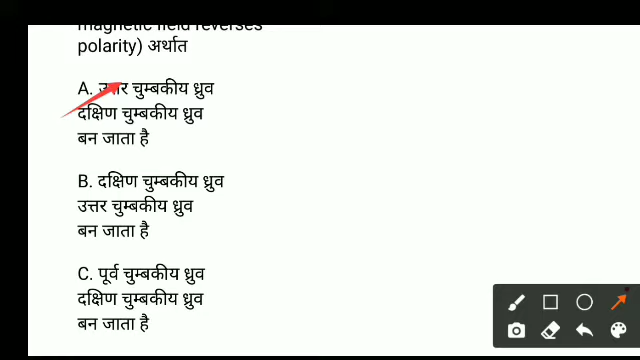 magnetic field reverses
polarity) अर्थात
A. उत्तर चुम्बकीय ध्रुव
दक्षिण चुम्बकीय ध्रुव
बन जाता है
B. दक्षिण चुम्बकीय ध्रुव
उत्तर चुम्बकीय ध्रुव
बन जाता है
C. पूर्व चुम्बकीय ध्रुव
दक्षिण चुम्बकीय ध्रुव
बन जाता है